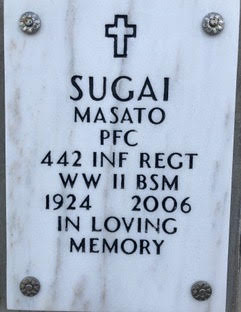 SUGAI
MASATO
PFC
442 INF REGT
WW II BSM
1924 2006
IN LOVING
MEMORY